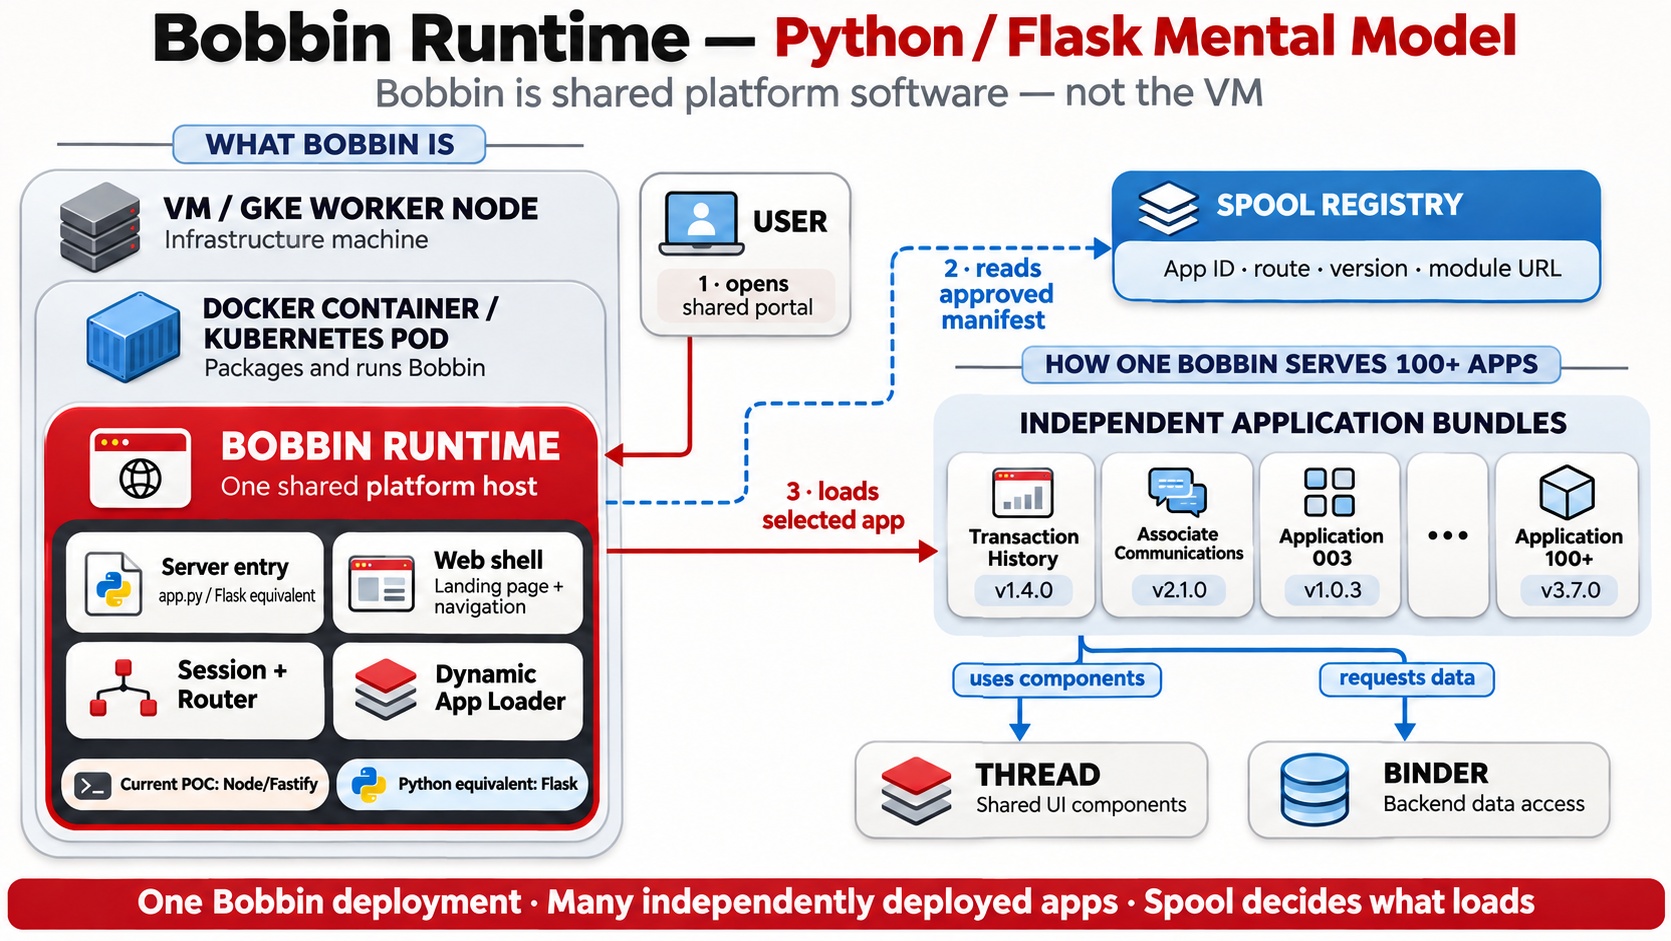 Bobbin Runtime — Python / Flask Mental Model
Bobbin is shared platform software — not the VM
WHAT BOBBIN IS
VM / GKE WORKER NODE
Infrastructure machine
DOCKER CONTAINER /
KUBERNETES POD
Packages and runs Bobbin
BOBBIN RUNTIME
One shared platform host
Server entry
app.py / Flask equivalent
Web shell
Landing page +
navigation
Session +
Router
Dynamic
App Loader
Current POC: Node/Fastify
Python equivalent: Flask
USER
1 · opens
shared portal
2 · reads
approved
manifest
3 · loads
selected app
SPOOL REGISTRY
App ID · route · version · module URL
HOW ONE BOBBIN SERVES 100+ APPS
INDEPENDENT APPLICATION BUNDLES
Transaction
History
v1.4.0
Associate
Communications
v2.1.0
Application
003
v1.0.3
•••
Application
100+
v3.7.0
uses components
requests data
THREAD
Shared UI components
BINDER
Backend data access
One Bobbin deployment · Many independently deployed apps · Spool decides what loads